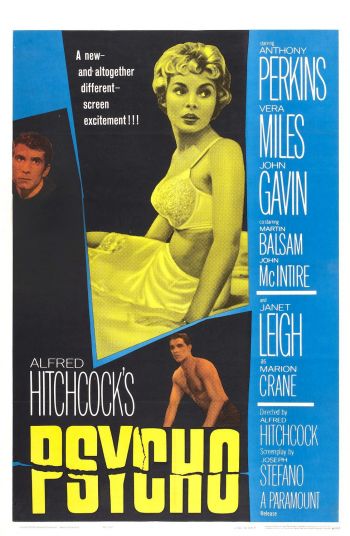 A new—
and altogether
different—
screen
excitement!!!
starring
ANTHONY
PERKINS
VERA
MILES
JOHN
GAVIN
co-starring
MARTIN
BALSAM
JOHN
McINTIRE
and
JANET
LEIGH
as
MARION
CRANE
Directed by
ALFRED
HITCHCOCK
Screenplay by
JOSEPH
STEFANO
A PARAMOUNT
Release
ALFRED
HITCHCOCK'S
PSYCHO